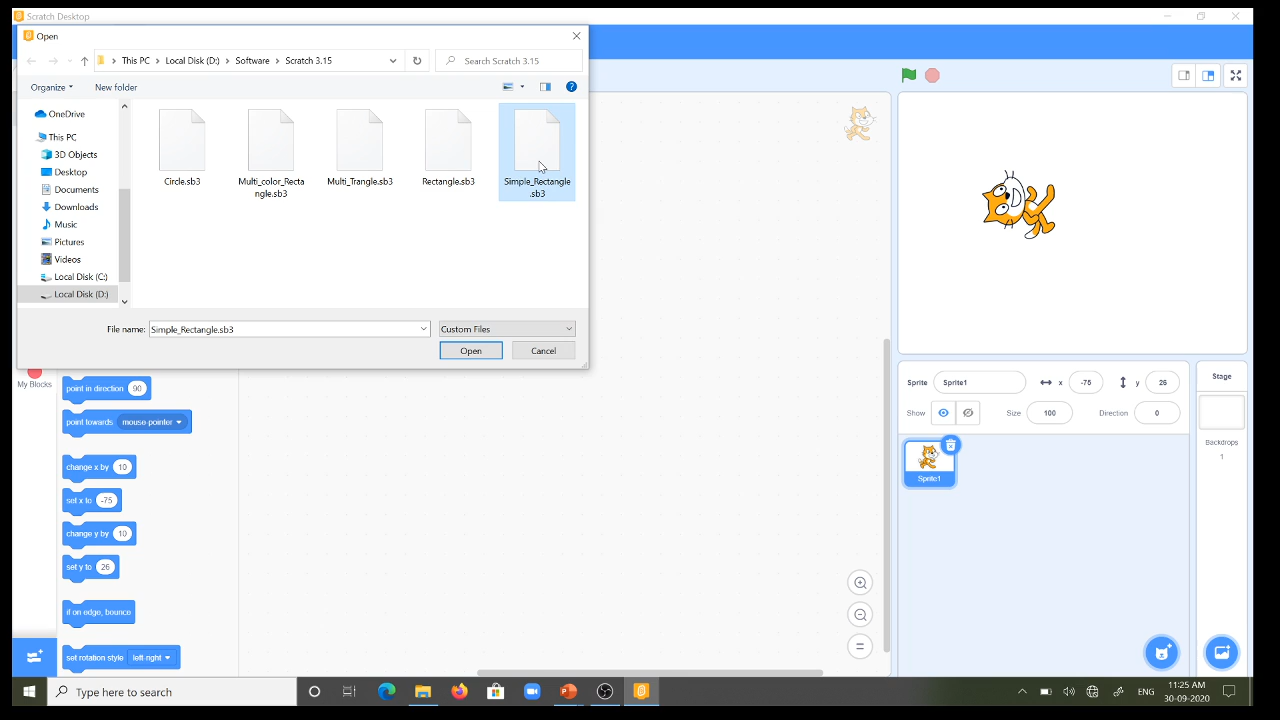 Scratch Desktop
Open
This PC
Local Disk (D:)
Software
Scratch 3.15
Search Scratch 3.15
Organize
New folder
OneDrive
This PC
3D Objects
Desktop
Documents
Downloads
Music
Pictures
Videos
Local Disk (C:)
Local Disk (D:)
Circle.sb3
Multi_color_Recta
ngle.sb3
Multi_Trangle.sb3
Rectangle.sb3
Simple_Rectangle
.sb3
File name: Simple_Rectangle.sb3
Custom Files
Open
Cancel
My Blocks
point in direction 90
point towards mouse-pointer
change x by 10
set x to -75
change y by 10
set y to 26
if on edge, bounce
set rotation style left-right
Sprite Sprite1 x -75 y 26
Show Size 100 Direction 0
Sprite1
Stage
Backdrops
1
Type here to search
ENG
11:25 AM
30-09-2020